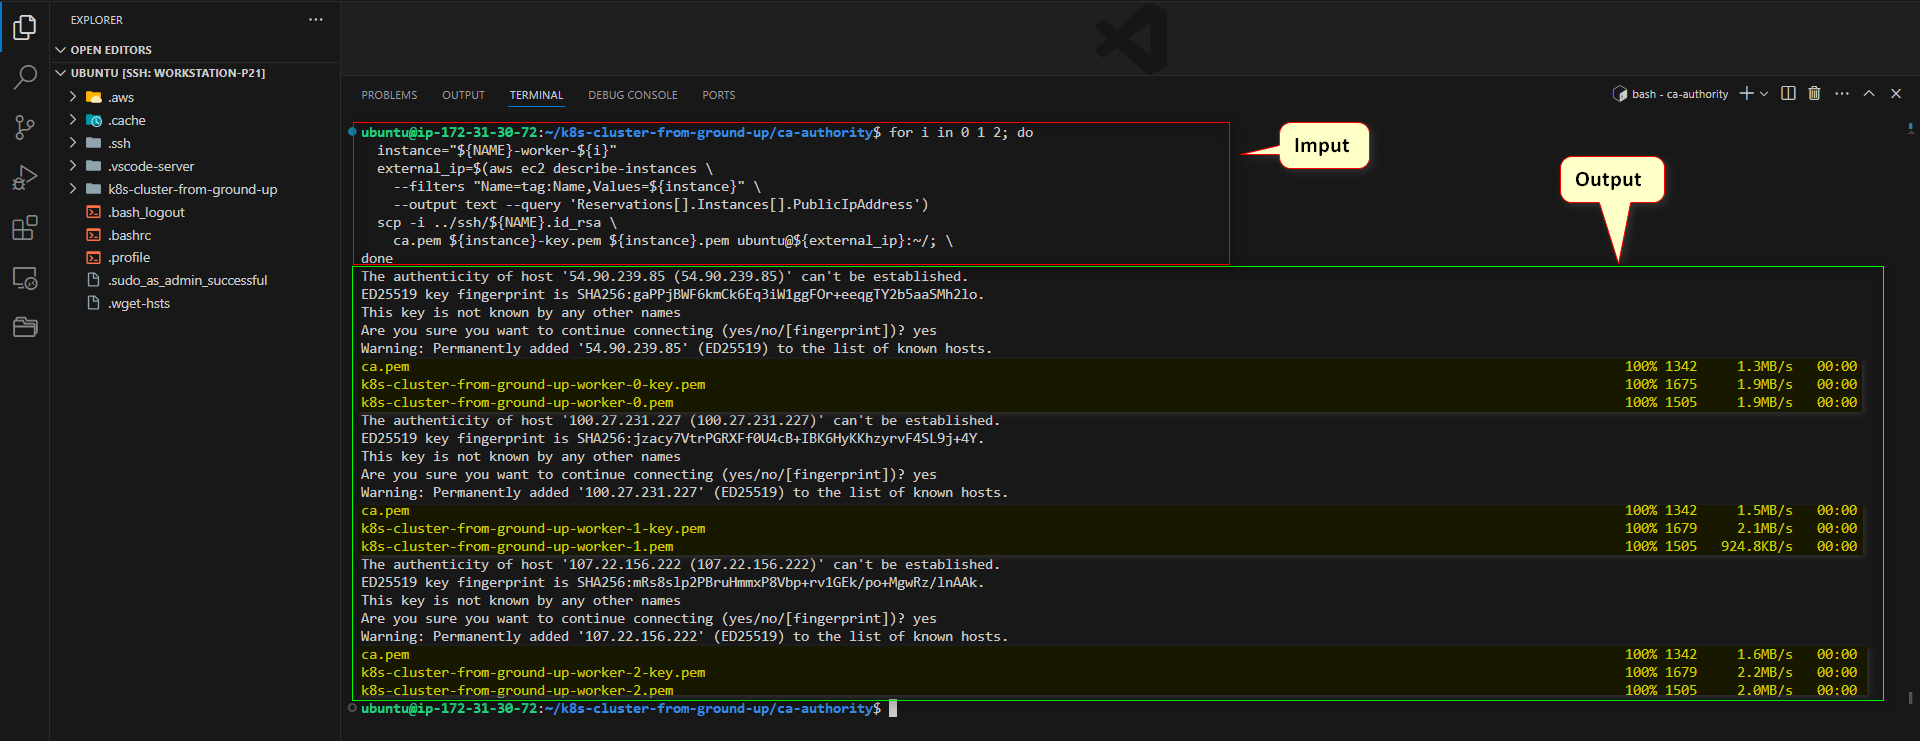 EXPLORER
OPEN EDITORS
UBUNTU [SSH: WORKSTATION-P21]
.aws
.cache
.ssh
.vscode-server
k8s-cluster-from-ground-up
.bash_logout
.bashrc
.profile
.sudo_as_admin_successful
.wget-hsts
PROBLEMS OUTPUT TERMINAL DEBUG CONSOLE PORTS
bash - ca-authority
ubuntu@ip-172-31-30-72:~/k8s-cluster-from-ground-up/ca-authority$ for i in 0 1 2; do
  instance="${NAME}-worker-${i}"
  external_ip=$(aws ec2 describe-instances \
    --filters "Name=tag:Name,Values=${instance}" \
    --output text --query 'Reservations[].Instances[].PublicIpAddress')
  scp -i ../ssh/${NAME}.id_rsa \
    ca.pem ${instance}-key.pem ${instance}.pem ubuntu@${external_ip}:~/; \
done
Imput
Output
The authenticity of host '54.90.239.85 (54.90.239.85)' can't be established.
ED25519 key fingerprint is SHA256:gaPPjBWF6kmCk6Eq3iW1ggFOr+eeqgTY2b5aaSMh2lo.
This key is not known by any other names
Are you sure you want to continue connecting (yes/no/[fingerprint])? yes
Warning: Permanently added '54.90.239.85' (ED25519) to the list of known hosts.
ca.pem 100% 1342 1.3MB/s 00:00
k8s-cluster-from-ground-up-worker-0-key.pem 100% 1675 1.9MB/s 00:00
k8s-cluster-from-ground-up-worker-0.pem 100% 1505 1.9MB/s 00:00
The authenticity of host '100.27.231.227 (100.27.231.227)' can't be established.
ED25519 key fingerprint is SHA256:jzacy7VtrPGRXFf0U4cB+IBK6HyKKhzyrvF4SL9j+4Y.
This key is not known by any other names
Are you sure you want to continue connecting (yes/no/[fingerprint])? yes
Warning: Permanently added '100.27.231.227' (ED25519) to the list of known hosts.
ca.pem 100% 1342 1.5MB/s 00:00
k8s-cluster-from-ground-up-worker-1-key.pem 100% 1679 2.1MB/s 00:00
k8s-cluster-from-ground-up-worker-1.pem 100% 1505 924.8KB/s 00:00
The authenticity of host '107.22.156.222 (107.22.156.222)' can't be established.
ED25519 key fingerprint is SHA256:mRs8slp2PBruHmmxP8Vbp+rv1GEk/po+MgwRz/lnAAk.
This key is not known by any other names
Are you sure you want to continue connecting (yes/no/[fingerprint])? yes
Warning: Permanently added '107.22.156.222' (ED25519) to the list of known hosts.
ca.pem 100% 1342 1.6MB/s 00:00
k8s-cluster-from-ground-up-worker-2-key.pem 100% 1679 2.2MB/s 00:00
k8s-cluster-from-ground-up-worker-2.pem 100% 1505 2.0MB/s 00:00
ubuntu@ip-172-31-30-72:~/k8s-cluster-from-ground-up/ca-authority$